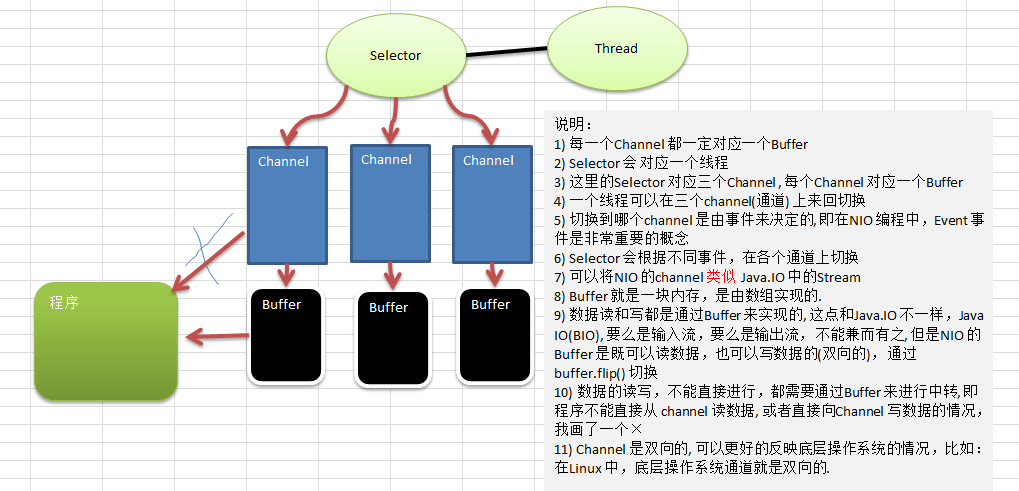 Selector
Thread
Channel
Channel
Channel
程序
Buffer
Buffer
Buffer
说明：
1) 每一个Channel 都一定对应一个Buffer
2) Selector 会 对应一个线程
3) 这里的Selector 对应三个Channel , 每个Channel 对应一个Buffer
4) 一个线程可以在三个channel(通道) 上来回切换
5) 切换到哪个channel 是由事件来决定的, 即在NIO 编程中，Event 事
件是非常重要的概念
6) Selector 会根据不同事件，在各个通道上切换
7) 可以将NIO 的channel 类似 Java.IO 中的Stream
8) Buffer 就是一块内存，是由数组实现的.
9) 数据读和写都是通过Buffer 来实现的, 这点和Java.IO 不一样，Java
IO(BIO), 要么是输入流，要么是输出流，不能兼而有之, 但是NIO 的
Buffer 是既可以读数据，也可以写数据的(双向的)，通过
buffer.flip() 切换
10) 数据的读写，不能直接进行，都需要通过Buffer 来进行中转, 即
程序不能直接从 channel 读数据, 或者直接向Channel 写数据的情况，
我画了一个×
11) Channel 是双向的, 可以更好的反映底层操作系统的情况，比如：
在Linux 中，底层操作系统通道就是双向的.